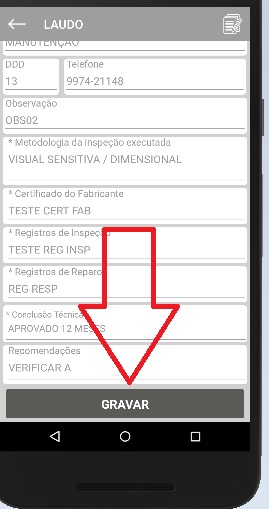 LAUDO
MANUTENÇÃO
DDD
Telefone
13
9974-21148
Observação
OBS02
* Metodologia da Inspeção executada
VISUAL SENSITIVA / DIMENSIONAL
* Certificado do Fabricante
TESTE CERT FAB
* Registros de Inspeção
TESTE REG INSP
* Registros de Reparo
REG RESP
* Conclusão Técnica
APROVADO 12 MESES
Recomendações
VERIFICAR A
GRAVAR